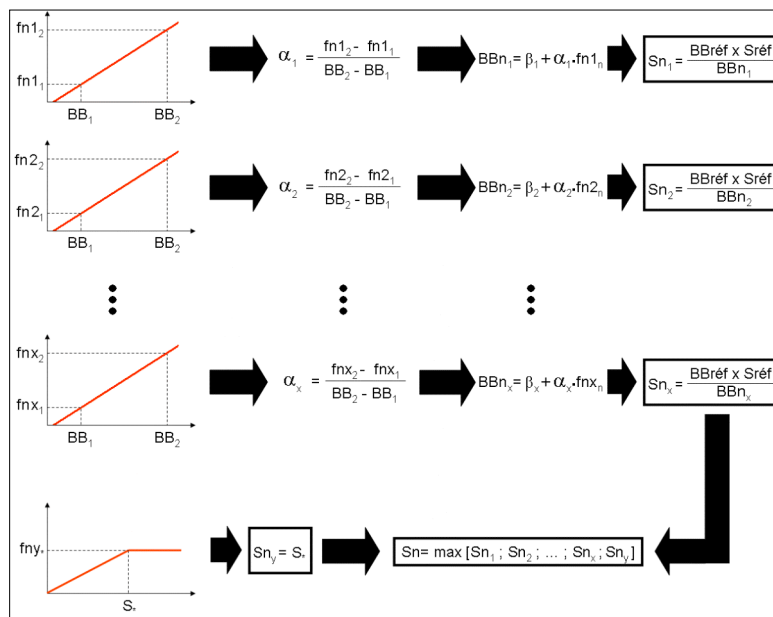 fn1₂
fn1₁
BB₁ BB₂
α₁ = (fn1₂ - fn1₁) / (BB₂ - BB₁)
BBn₁ = β₁ + α₁.fn1ₙ
Sn₁ = (BBréf x Sréf) / BBn₁
fn2₂
fn2₁
BB₁ BB₂
α₂ = (fn2₂ - fn2₁) / (BB₂ - BB₁)
BBn₂ = β₂ + α₂.fn2ₙ
Sn₂ = (BBréf x Sréf) / BBn₂
fnx₂
fnx₁
BB₁ BB₂
αₓ = (fnx₂ - fnx₁) / (BB₂ - BB₁)
BBnₓ = βₓ + αₓ.fnxₙ
Snₓ = (BBréf x Sréf) / BBnₓ
fny*
S*
Sn_y = S*
Sn= max [Sn₁ ; Sn₂ ; ... ; Snₓ ; Sn_y]